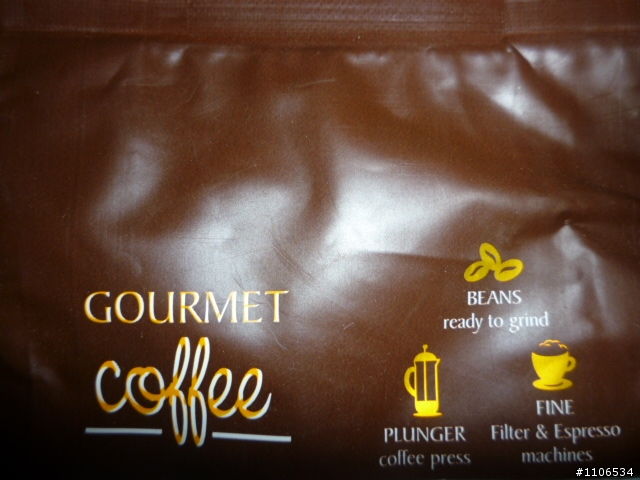 GOURMET
coffee
BEANS
ready to grind
PLUNGER
coffee press
FINE
Filter & Espresso
machines
#1106534